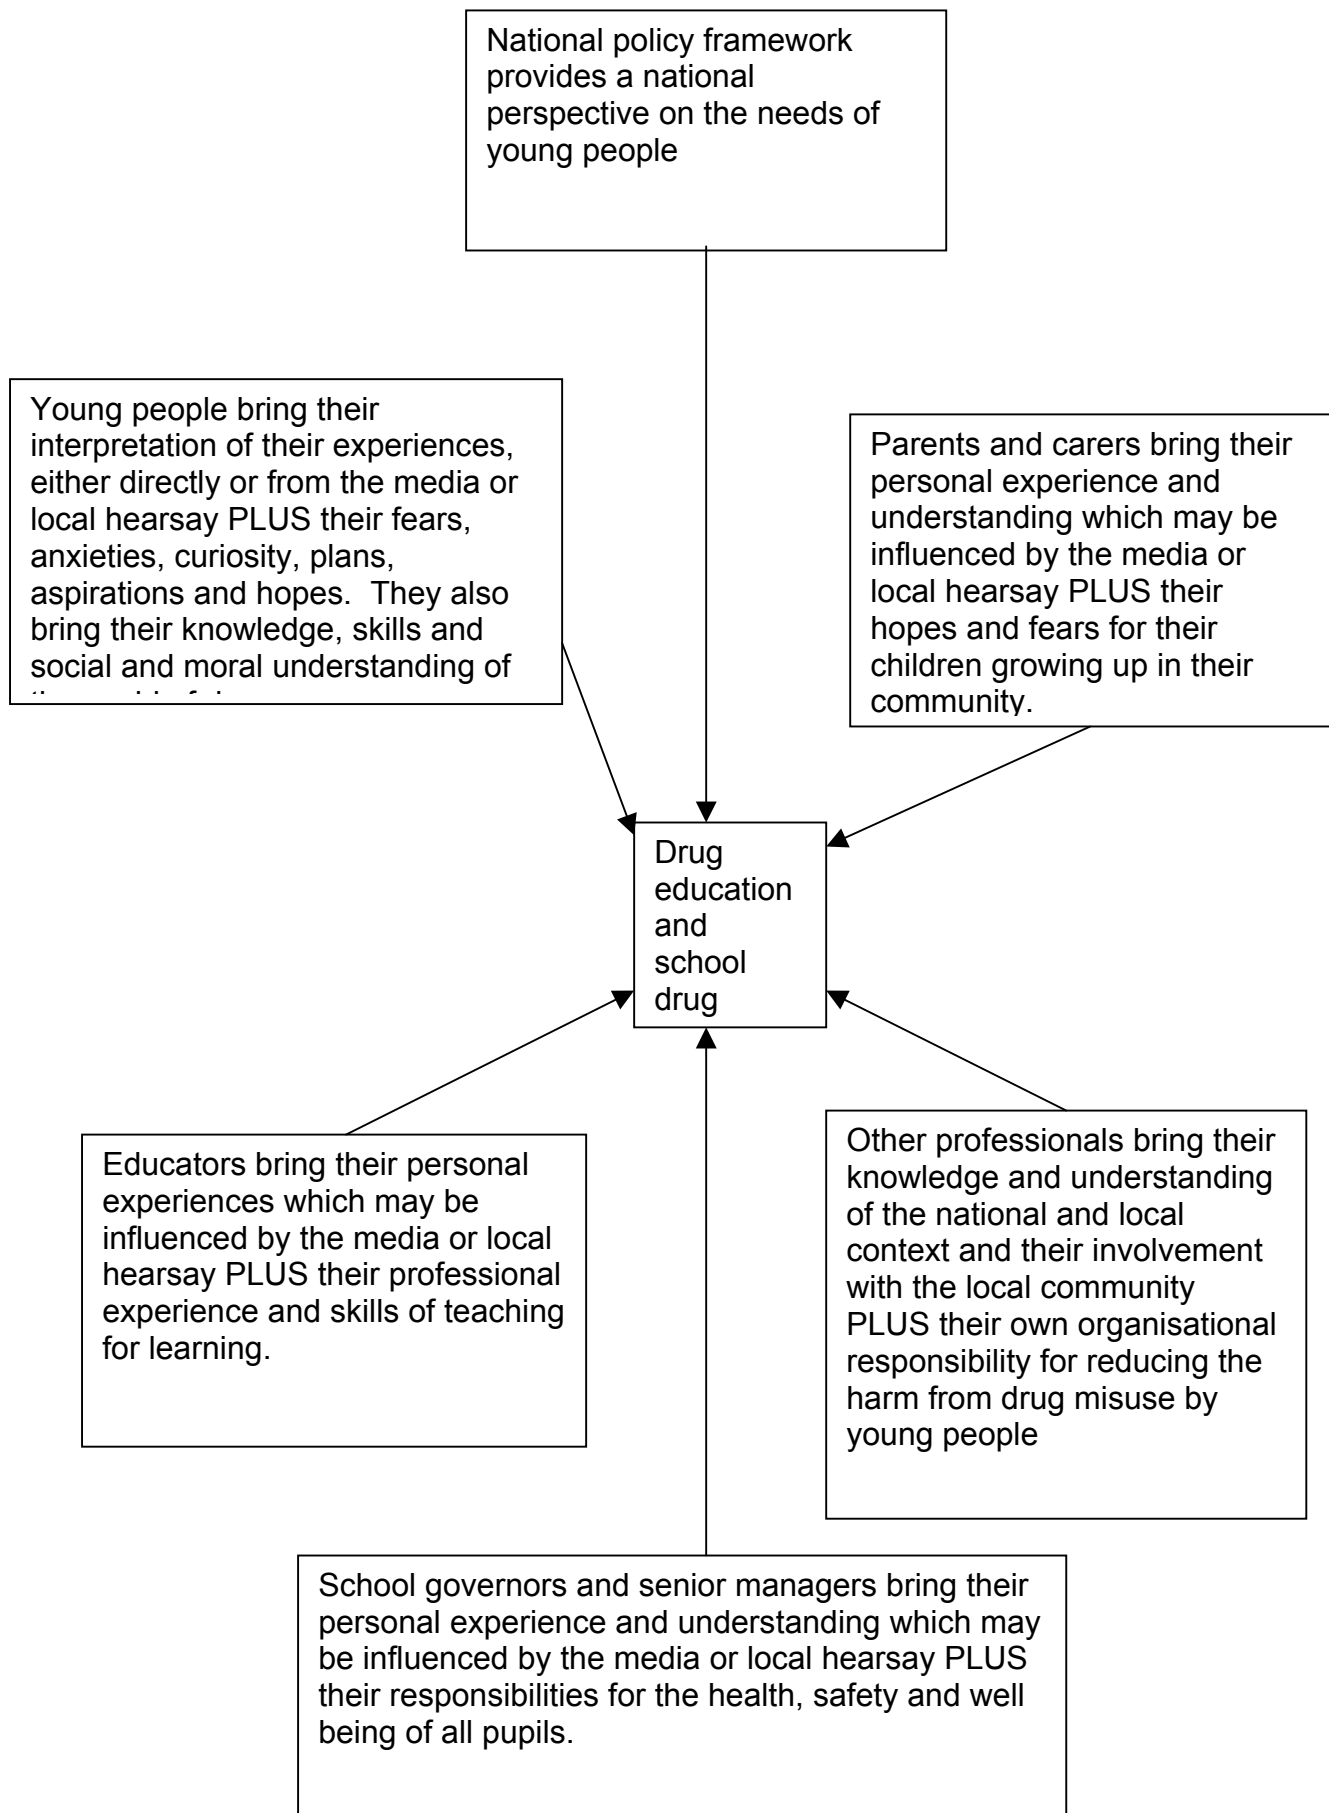 National policy framework
provides a national
perspective on the needs of
young people
Young people bring their
interpretation of their experiences,
either directly or from the media or
local hearsay PLUS their fears,
anxieties, curiosity, plans,
aspirations and hopes.  They also
bring their knowledge, skills and
social and moral understanding of
Parents and carers bring their
personal experience and
understanding which may be
influenced by the media or
local hearsay PLUS their
hopes and fears for their
children growing up in their
community.
Drug
education
and
school
drug
Educators bring their personal
experiences which may be
influenced by the media or local
hearsay PLUS their professional
experience and skills of teaching
for learning.
Other professionals bring their
knowledge and understanding
of the national and local
context and their involvement
with the local community
PLUS their own organisational
responsibility for reducing the
harm from drug misuse by
young people
School governors and senior managers bring their
personal experience and understanding which may
be influenced by the media or local hearsay PLUS
their responsibilities for the health, safety and well
being of all pupils.